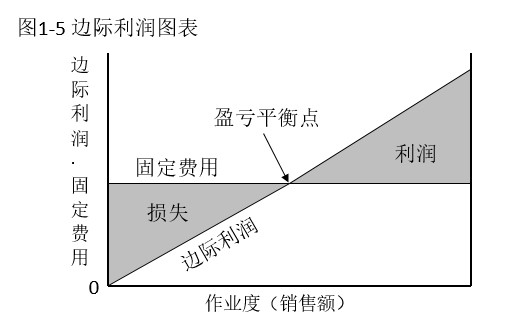 图1-5 边际利润图表
边际利润·固定费用
盈亏平衡点
固定费用
利润
损失
边际利润
0
作业度（销售额）